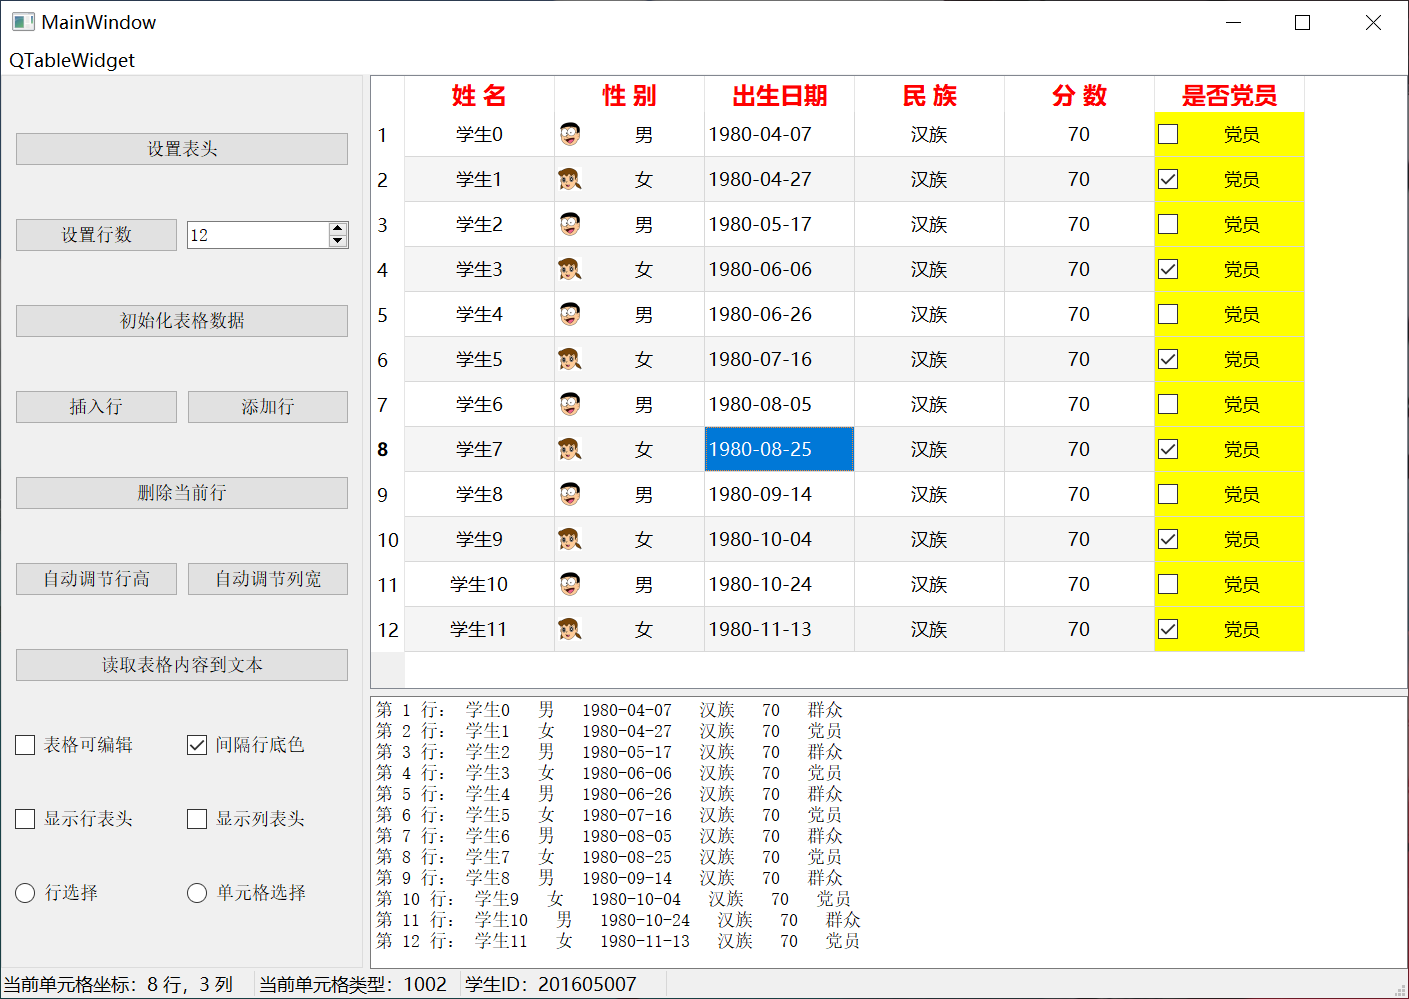 MainWindow
QTableWidget
设置表头
设置行数 12
初始化表格数据
插入行 添加行
删除当前行
自动调节行高 自动调节列宽
读取表格内容到文本
表格可编辑 间隔行底色
显示行表头 显示列表头
行选择 单元格选择
姓 名 性 别 出生日期 民 族 分 数 是否党员
1 学生0 男 1980-04-07 汉族 70 党员
2 学生1 女 1980-04-27 汉族 70 党员
3 学生2 男 1980-05-17 汉族 70 党员
4 学生3 女 1980-06-06 汉族 70 党员
5 学生4 男 1980-06-26 汉族 70 党员
6 学生5 女 1980-07-16 汉族 70 党员
7 学生6 男 1980-08-05 汉族 70 党员
8 学生7 女 1980-08-25 汉族 70 党员
9 学生8 男 1980-09-14 汉族 70 党员
10 学生9 女 1980-10-04 汉族 70 党员
11 学生10 男 1980-10-24 汉族 70 党员
12 学生11 女 1980-11-13 汉族 70 党员
第 1 行： 学生0 男 1980-04-07 汉族 70 群众
第 2 行： 学生1 女 1980-04-27 汉族 70 党员
第 3 行： 学生2 男 1980-05-17 汉族 70 群众
第 4 行： 学生3 女 1980-06-06 汉族 70 党员
第 5 行： 学生4 男 1980-06-26 汉族 70 群众
第 6 行： 学生5 女 1980-07-16 汉族 70 党员
第 7 行： 学生6 男 1980-08-05 汉族 70 群众
第 8 行： 学生7 女 1980-08-25 汉族 70 党员
第 9 行： 学生8 男 1980-09-14 汉族 70 群众
第 10 行： 学生9 女 1980-10-04 汉族 70 党员
第 11 行： 学生10 男 1980-10-24 汉族 70 群众
第 12 行： 学生11 女 1980-11-13 汉族 70 党员
当前单元格坐标：8 行，3 列 当前单元格类型：1002 学生ID：201605007